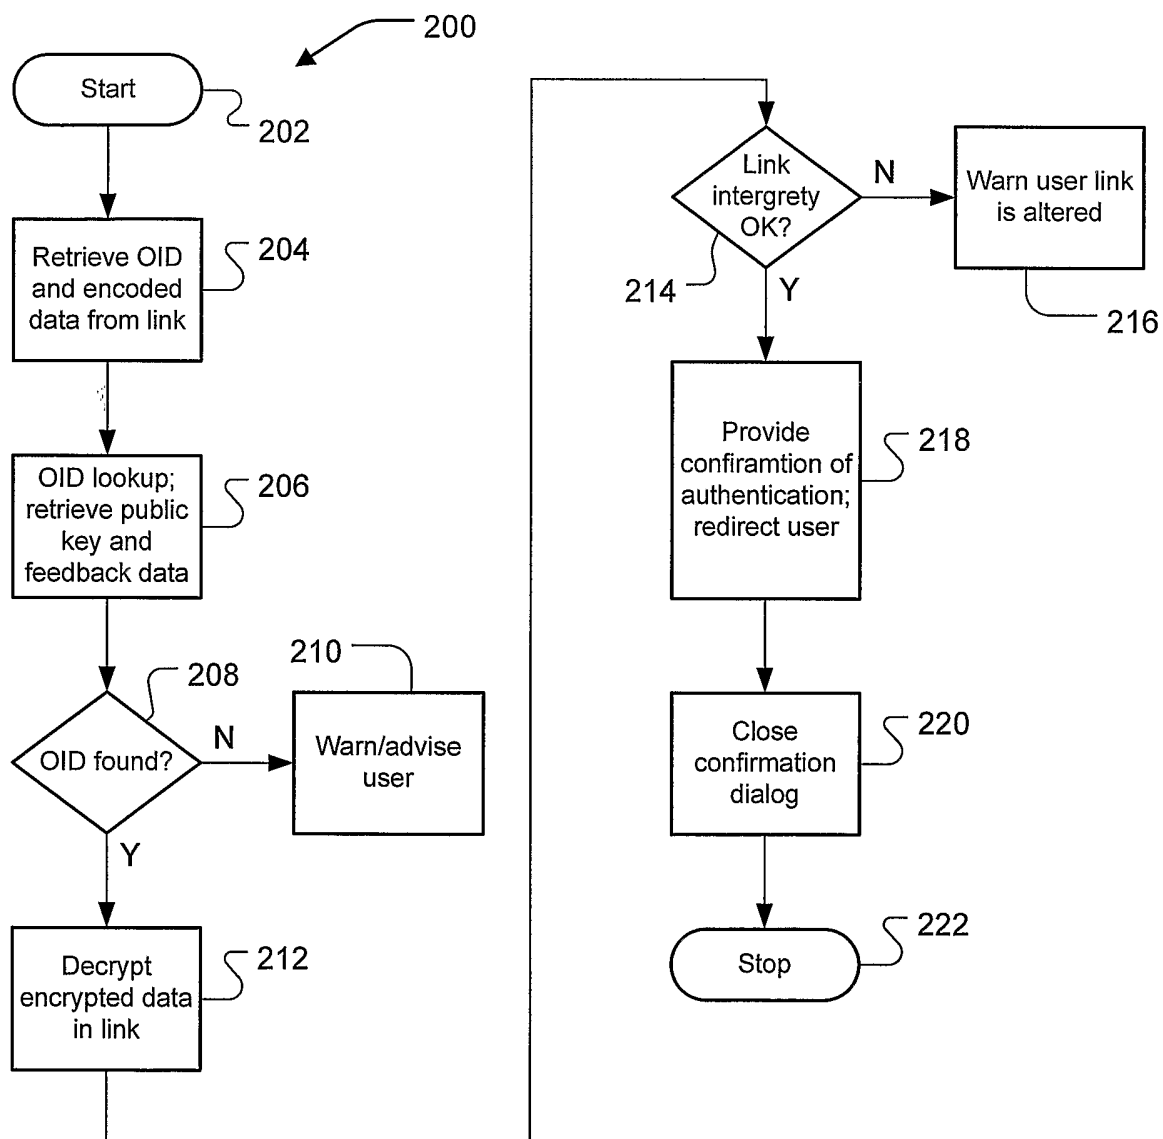 200
Start
202
Retrieve OID
and encoded
data from link
204
OID lookup;
retrieve public
key and
feedback data
206
208
OID found?
N
210
Warn/advise
user
Y
Decrypt
encrypted data
in link
212
Link
intergrety
OK?
N
214
Y
Warn user link
is altered
216
Provide
confiramtion of
authentication;
redirect user
218
Close
confirmation
dialog
220
Stop
222